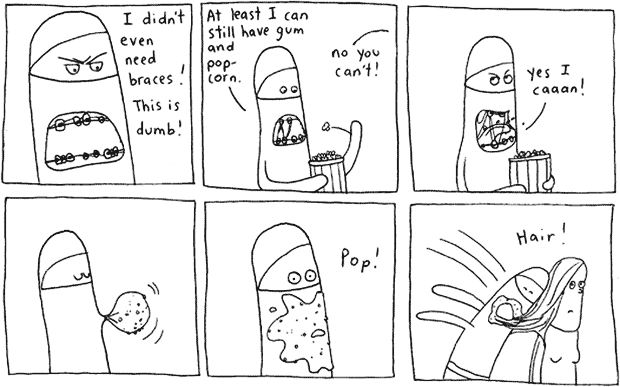 I didn't
even
need
braces!
This is
dumb!
At least I can
still have gum
and
pop-
corn.
no you
can't!
yes I
caaan!
Pop!
Hair!